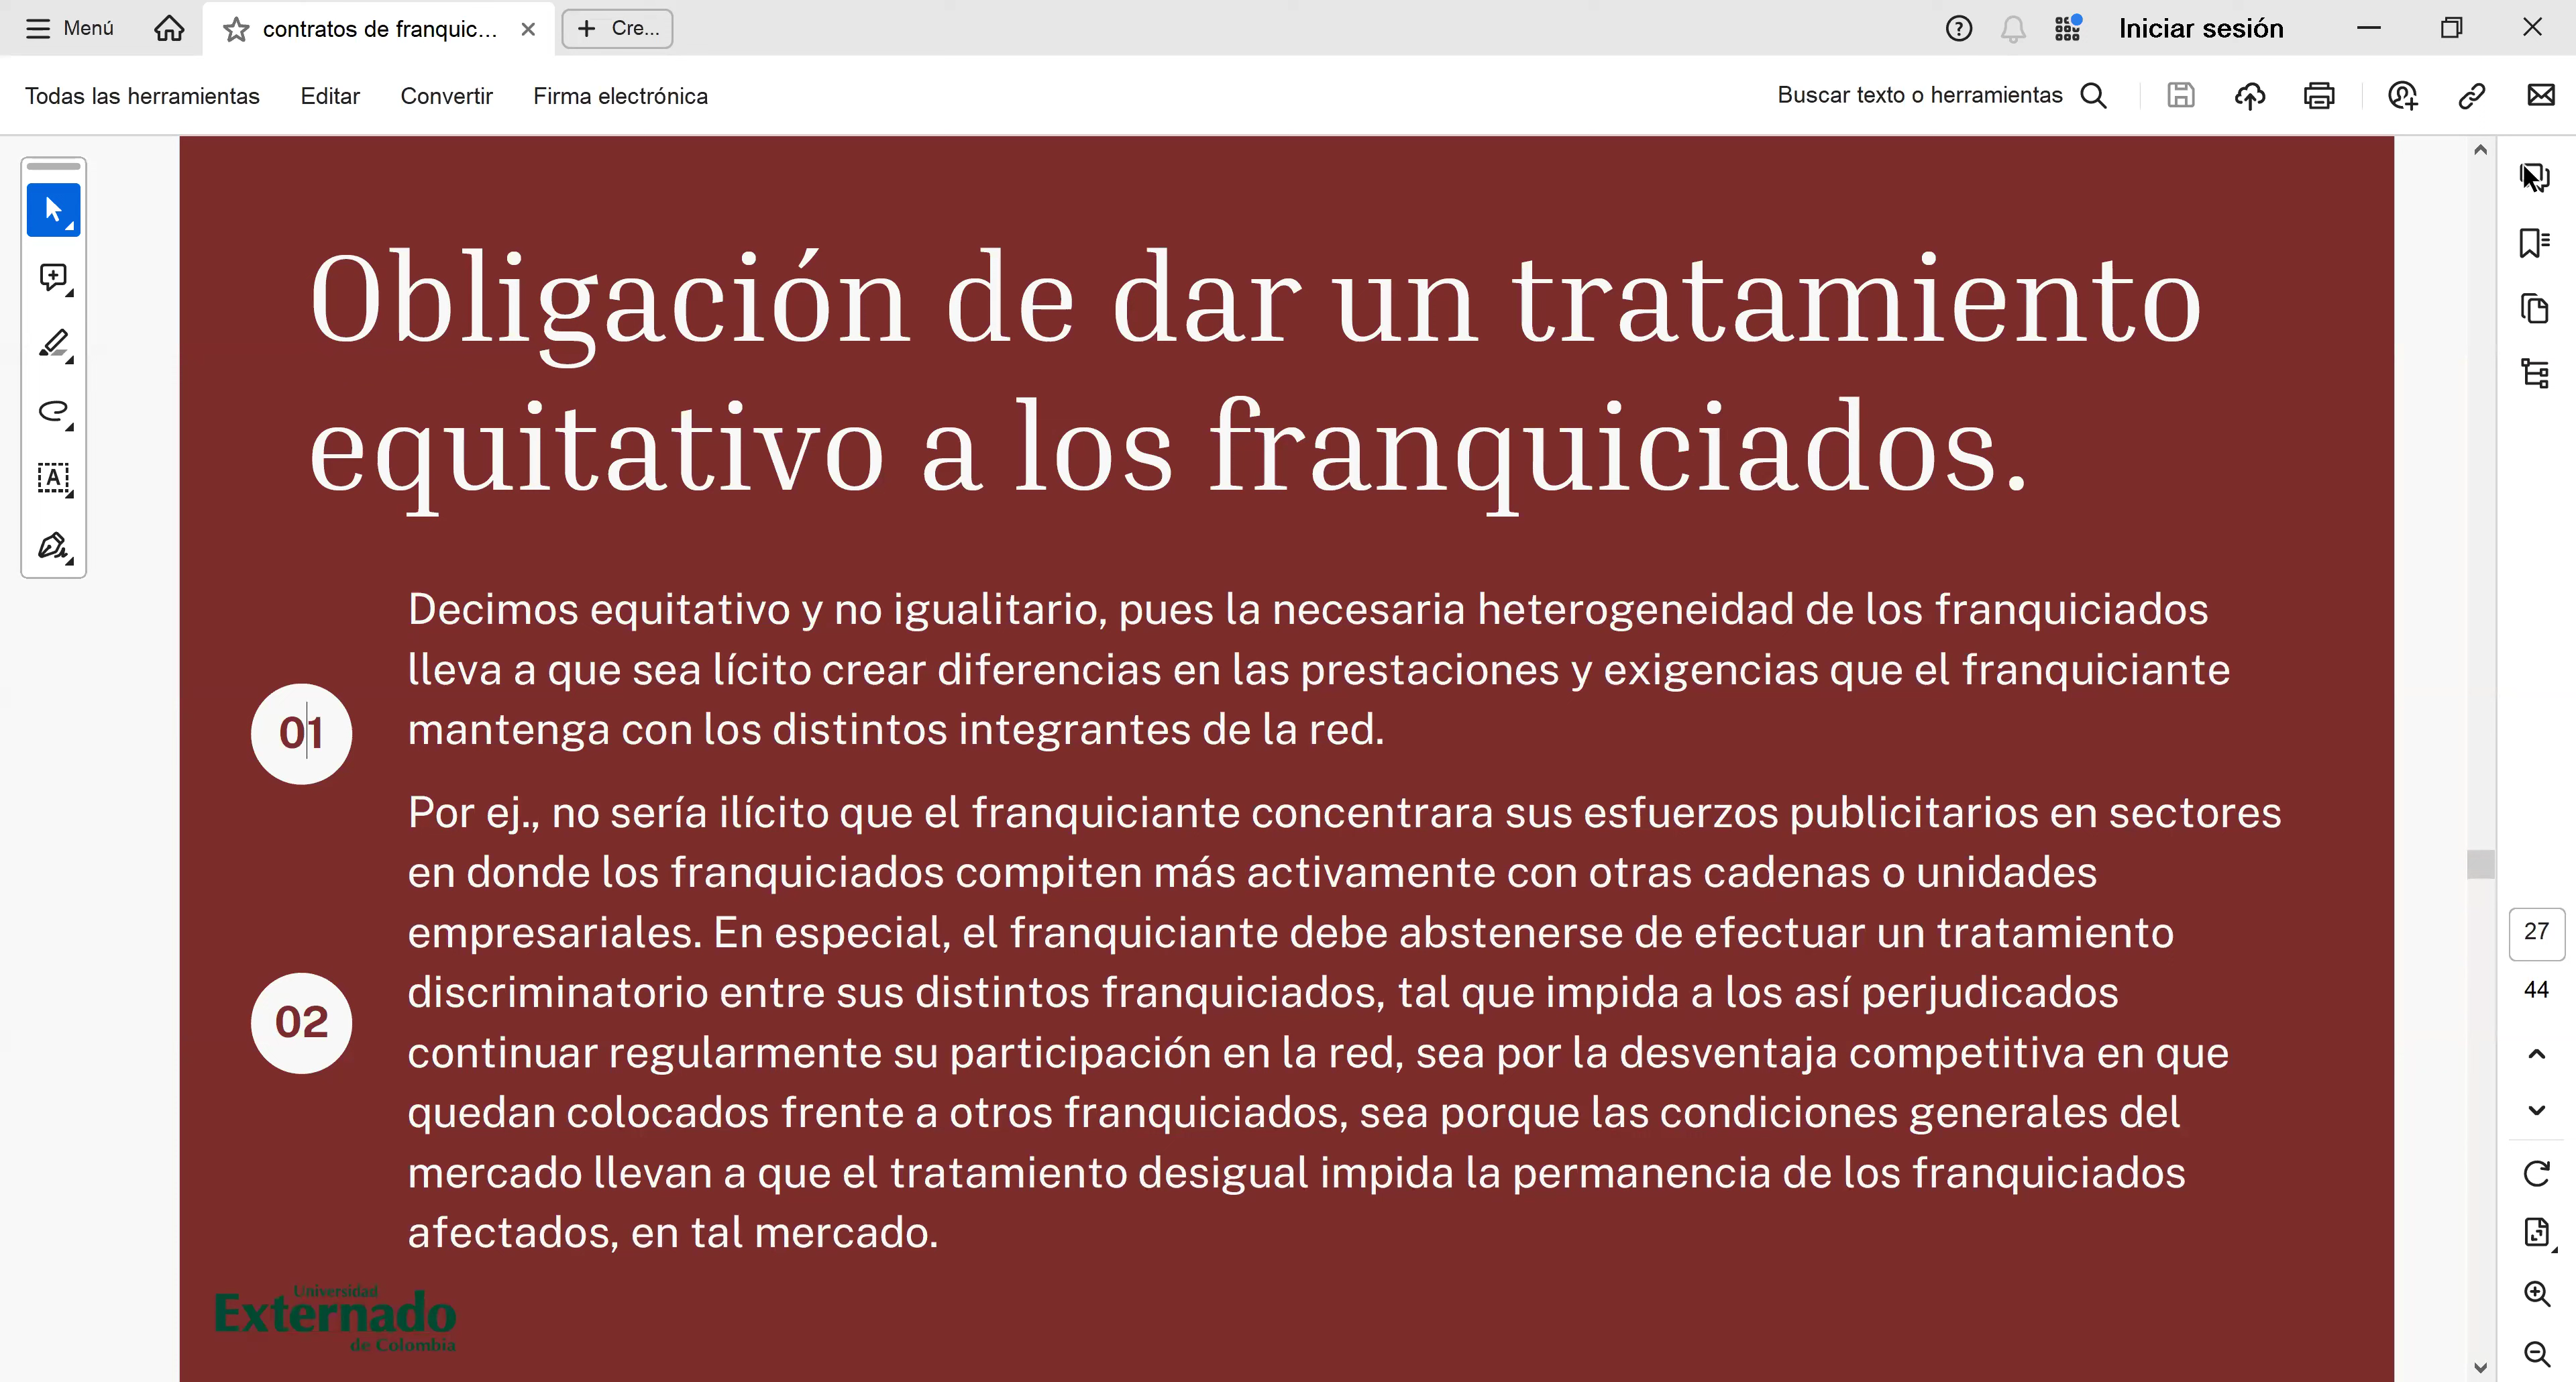 Menú
contratos de franquic...
Cre...
Iniciar sesión
Todas las herramientas
Editar
Convertir
Firma electrónica
Buscar texto o herramientas
Obligación de dar un tratamiento
equitativo a los franquiciados.
01
Decimos equitativo y no igualitario, pues la necesaria heterogeneidad de los franquiciados
lleva a que sea lícito crear diferencias en las prestaciones y exigencias que el franquiciante
mantenga con los distintos integrantes de la red.
02
Por ej., no sería ilícito que el franquiciante concentrara sus esfuerzos publicitarios en sectores
en donde los franquiciados compiten más activamente con otras cadenas o unidades
empresariales. En especial, el franquiciante debe abstenerse de efectuar un tratamiento
discriminatorio entre sus distintos franquiciados, tal que impida a los así perjudicados
continuar regularmente su participación en la red, sea por la desventaja competitiva en que
quedan colocados frente a otros franquiciados, sea porque las condiciones generales del
mercado llevan a que el tratamiento desigual impida la permanencia de los franquiciados
afectados, en tal mercado.
Universidad
Externado
de Colombia
27
44